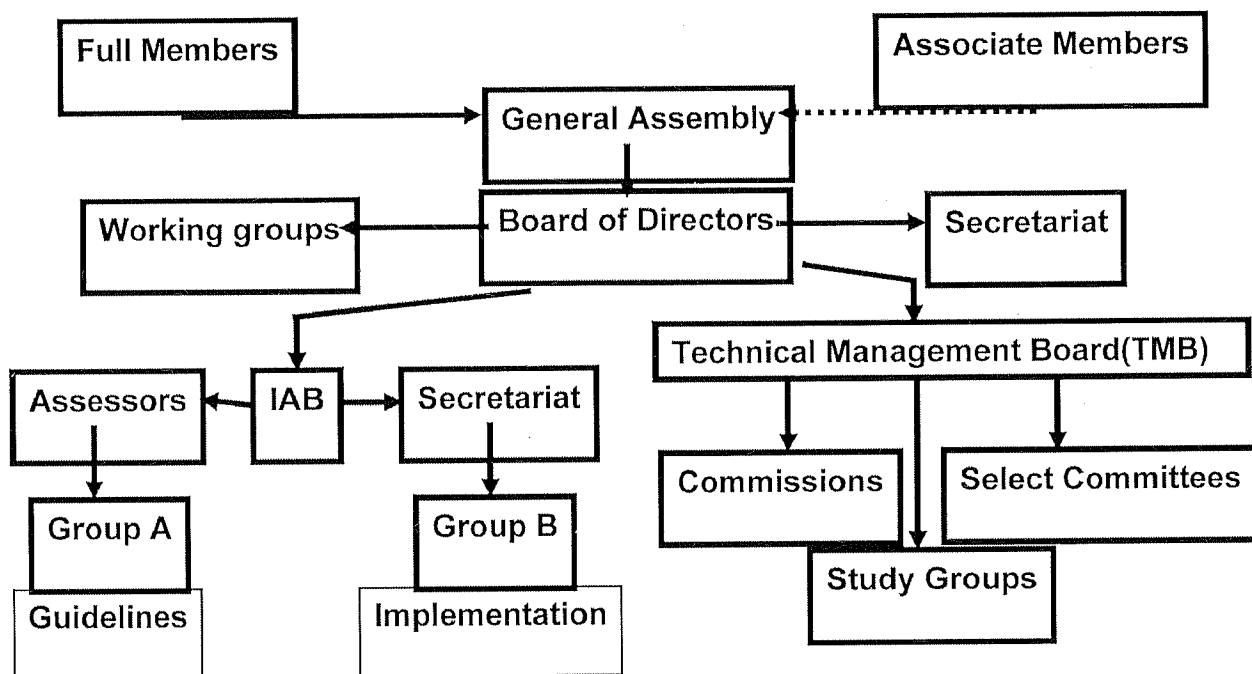 Full Members
Associate Members
General Assembly
Working groups
Board of Directors
Secretariat
Technical Management Board(TMB)
Assessors
IAB
Secretariat
Commissions
Select Committees
Group A
Group B
Study Groups
Guidelines
Implementation